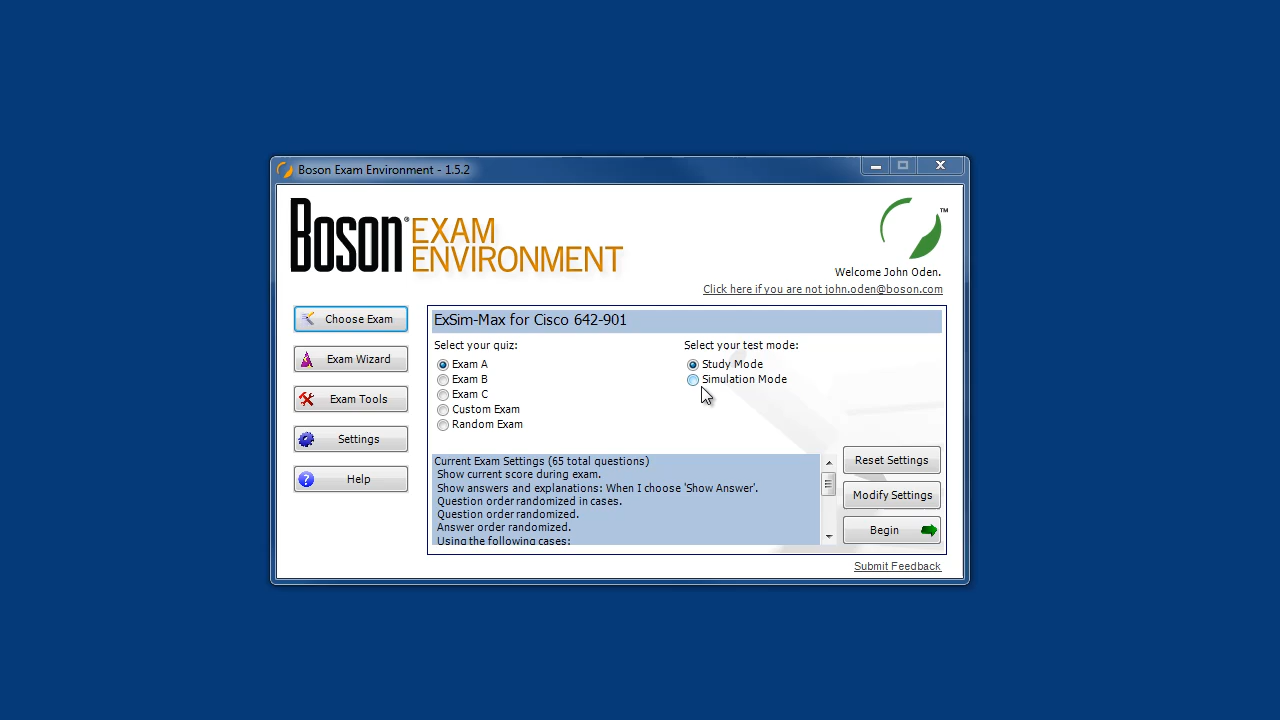 Boson Exam Environment - 1.5.2
Boson® EXAM
ENVIRONMENT
™
Welcome John Oden.
Click here if you are not john.oden@boson.com
Choose Exam
Exam Wizard
Exam Tools
Settings
Help
ExSim-Max for Cisco 642-901
Select your quiz:
Exam A
Exam B
Exam C
Custom Exam
Random Exam
Select your test mode:
Study Mode
Simulation Mode
Current Exam Settings (65 total questions)
Show current score during exam.
Show answers and explanations: When I choose 'Show Answer'.
Question order randomized in cases.
Question order randomized.
Answer order randomized.
Using the following cases:
Reset Settings
Modify Settings
Begin
Submit Feedback